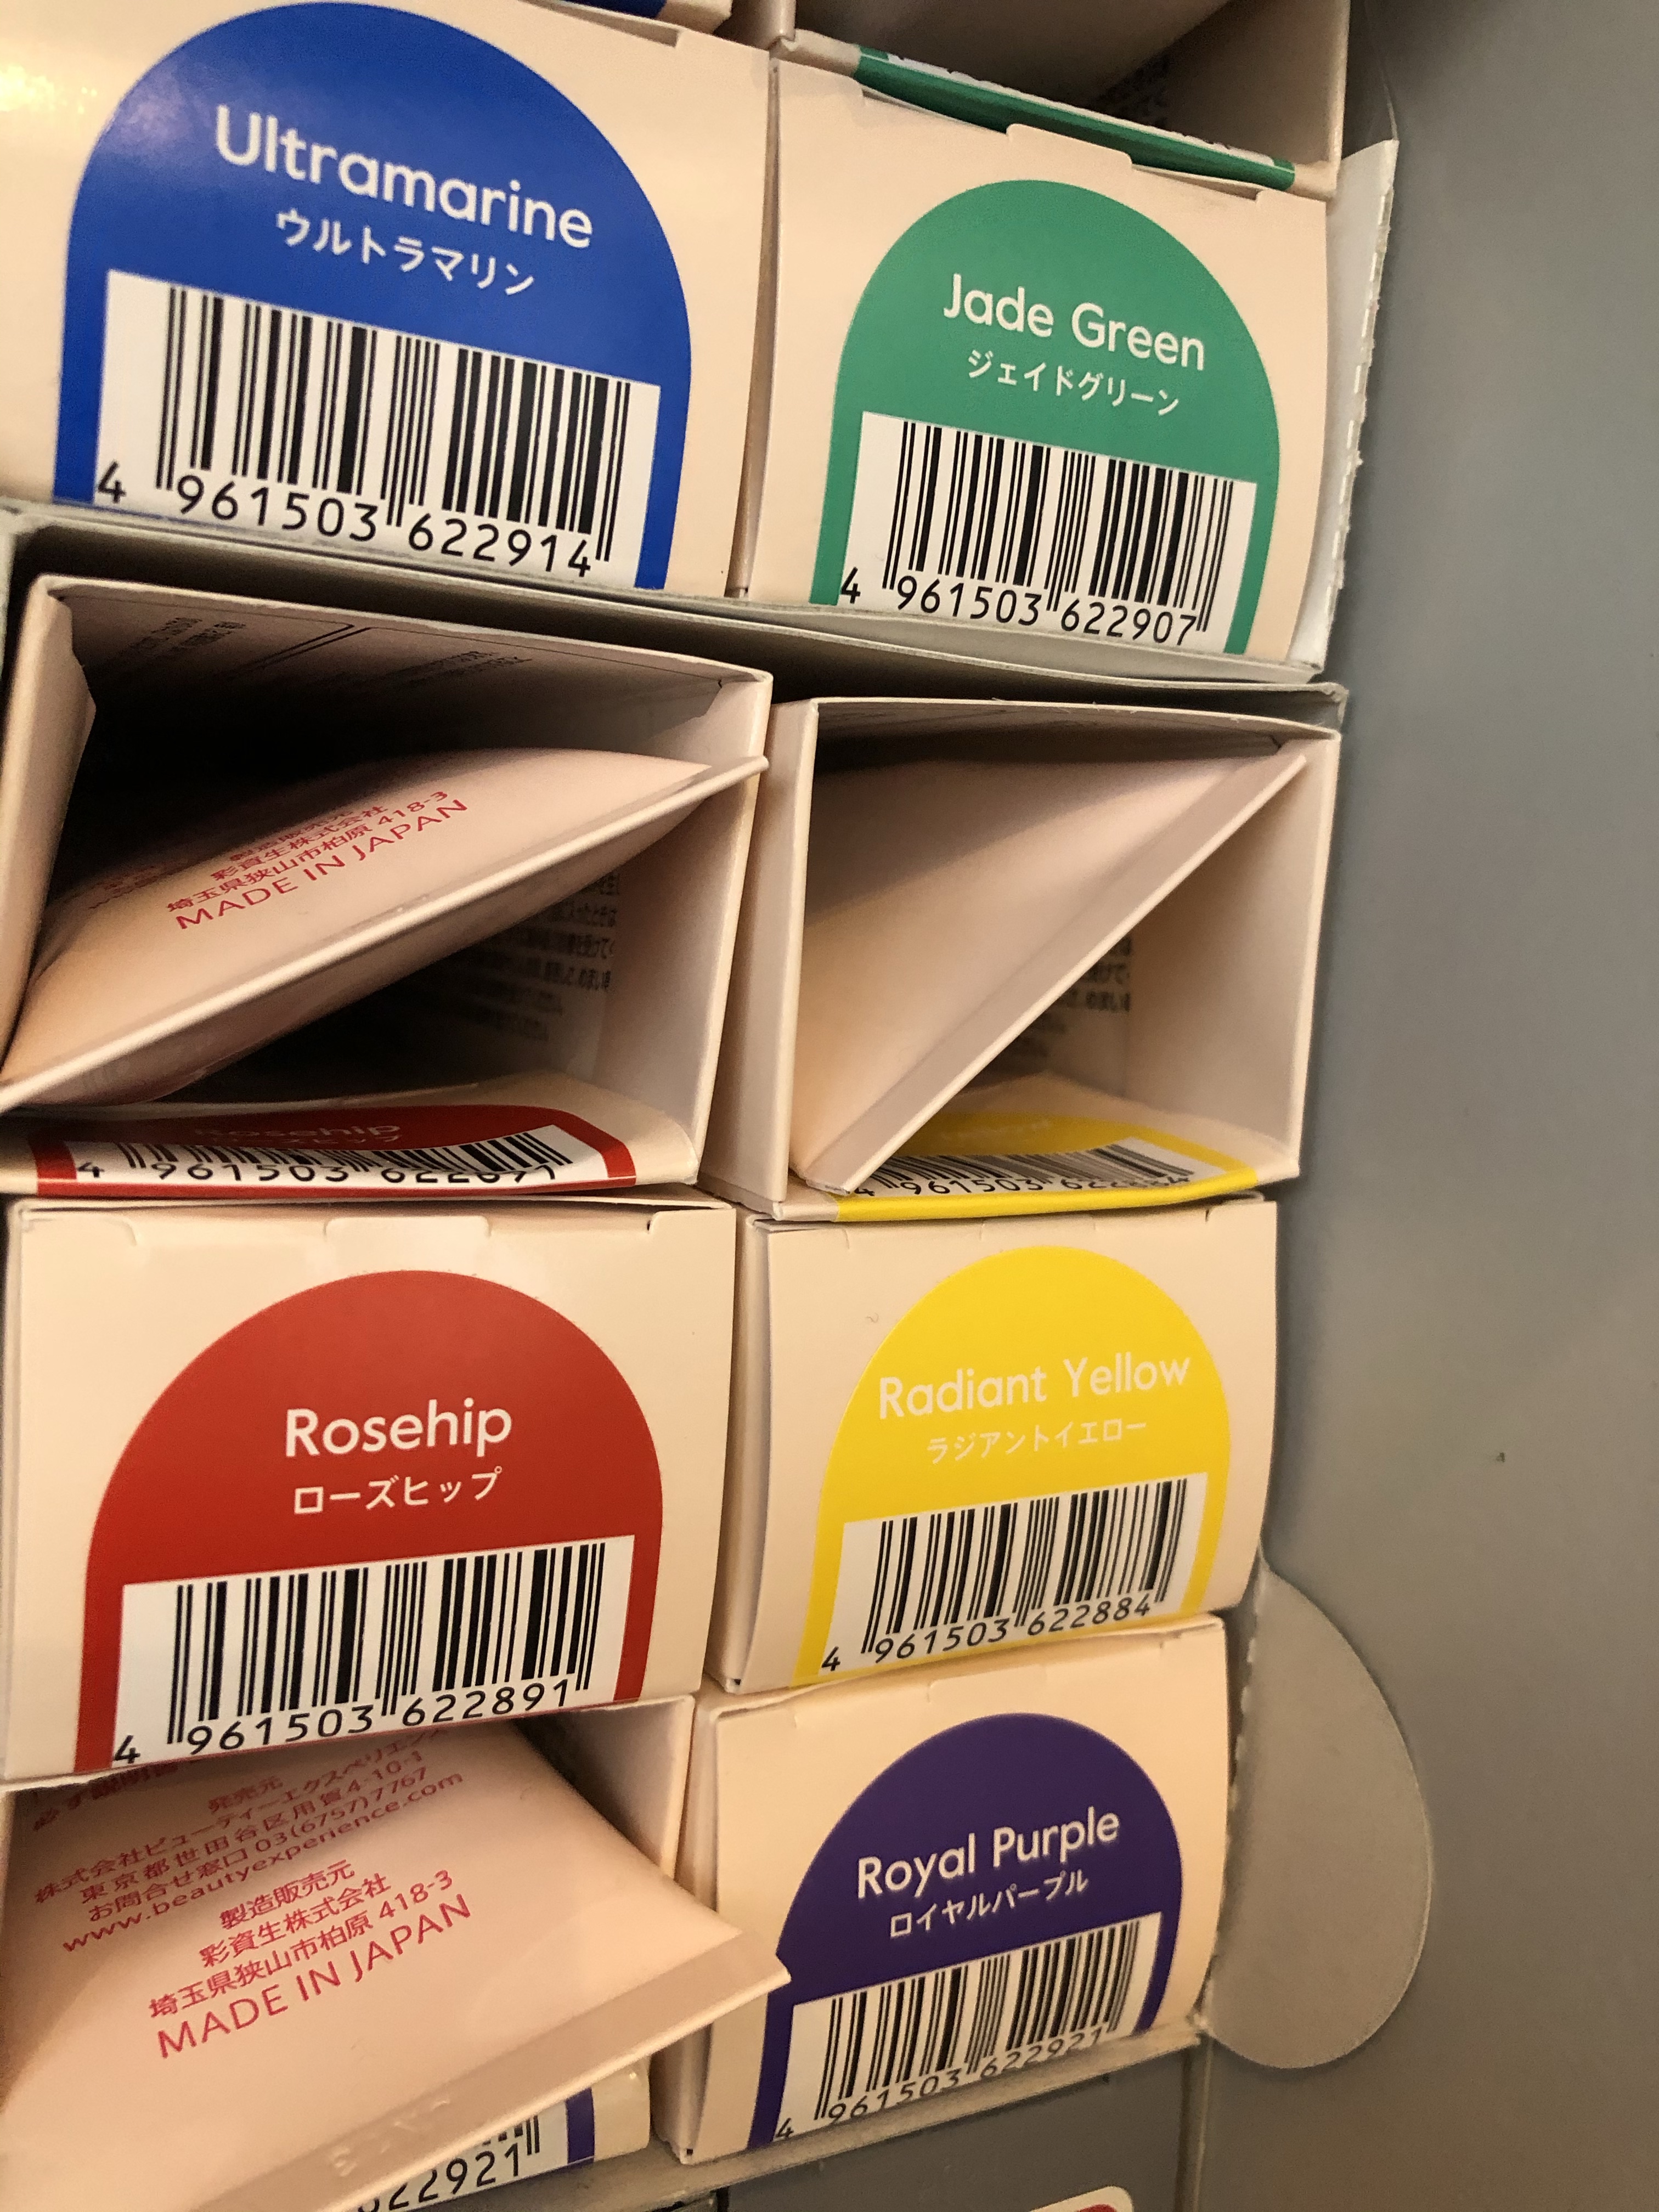 Ultramarine
ウルトラマリン
4 961503 622914
Jade Green
ジェイドグリーン
4 961503 622907
彩資生株式会社
埼玉県狭山市柏原 418-3
MADE IN JAPAN
Rosehip
4 961503 622891
4 961503
Rosehip
ローズヒップ
4 961503 622891
Radiant Yellow
ラジアントイエロー
4 961503 622884
発売元
株式会社ビューティーエクスペリエンス
東京都世田谷区用賀 4-10-1
お問合せ窓口 03(6757)7767
www.beautyexperience.com
製造販売元
彩資生株式会社
埼玉県狭山市柏原 418-3
MADE IN JAPAN
Royal Purple
ロイヤルパープル
4 961503 622921
22921